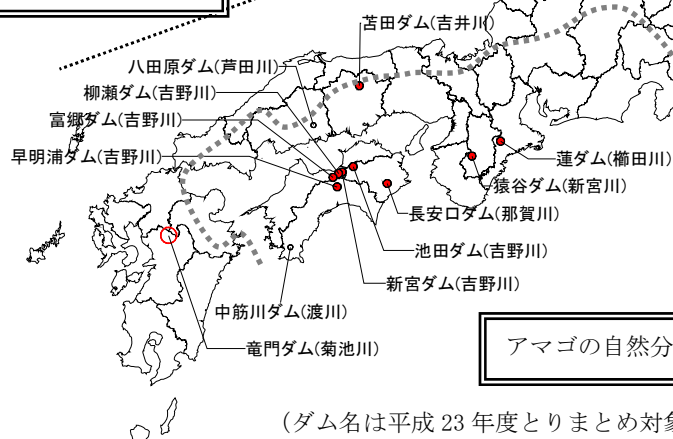 苫田ダム(吉井川)
八田原ダム(芦田川)
柳瀬ダム(吉野川)
富郷ダム(吉野川)
早明浦ダム(吉野川)
蓮ダム(櫛田川)
猿谷ダム(新宮川)
長安口ダム(那賀川)
池田ダム(吉野川)
新宮ダム(吉野川)
中筋川ダム(渡川)
竜門ダム(菊池川)
アマゴの自然分
(ダム名は平成 23 年度とりまとめ対象